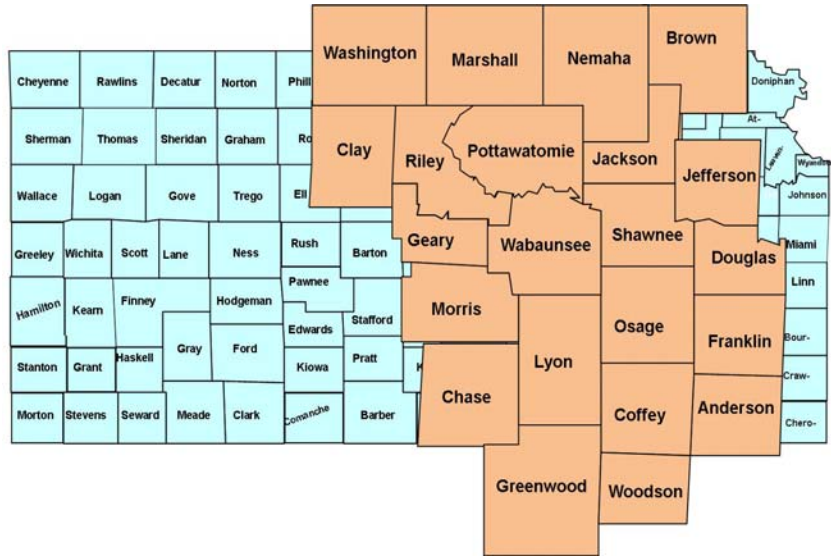 Washington
Marshall
Nemaha
Brown
Cheyenne
Rawlins
Decatur
Norton
Phill
Doniphan
Sherman
Thomas
Sheridan
Graham
Ro
Clay
Riley
Pottawatomie
Jackson
At-
Jefferson
Wallace
Logan
Gove
Trego
Ell
Johnson
Geary
Wabaunsee
Shawnee
Douglas
Greeley
Wichita
Scott
Lane
Ness
Rush
Barton
Miami
Hamilton
Kearn
Finney
Hodgeman
Pawnee
Edwards
Stafford
Morris
Lyon
Osage
Franklin
Linn
Bour-
Stanton
Grant
Haskell
Gray
Ford
Kiowa
Pratt
K
Chase
Coffey
Anderson
Craw-
Morton
Stevens
Seward
Meade
Clark
Comanche
Barber
Chero-
Greenwood
Woodson